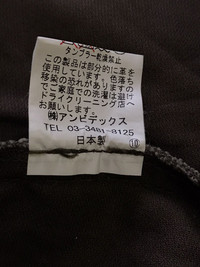 タンブラー乾燥禁止
この製品は部分的に革を
使用しています。色落ち
移染の恐れがありますの
でご家庭での洗濯は避け
ドライクリーニング店へ
お願いします。
㈱アンビデックス
TEL 03-3481-8125
日本製
10